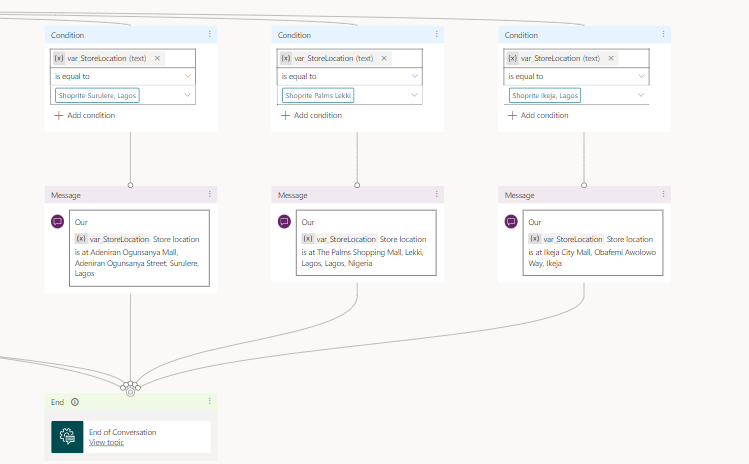 Condition
{x} var_StoreLocation (text) ×
is equal to
Shoprite Surulere, Lagos
+ Add condition
Condition
{x} var_StoreLocation (text) ×
is equal to
Shoprite Palms Lekki
+ Add condition
Condition
{x} var_StoreLocation (text) ×
is equal to
Shoprite Ikeja, Lagos
+ Add condition
Message
Our
{x} var_StoreLocation Store location
is at Adeniran Ogunsanya Mall,
Adeniran Ogunsanya Street, Surulere,
Lagos
Message
Our
{x} var_StoreLocation Store location
is at The Palms Shopping Mall, Lekki,
Lagos, Lagos, Nigeria
Message
Our
{x} var_StoreLocation Store location
is at Ikeja City Mall, Obafemi Awolowo
Way, Ikeja
End
End of Conversation
View topic